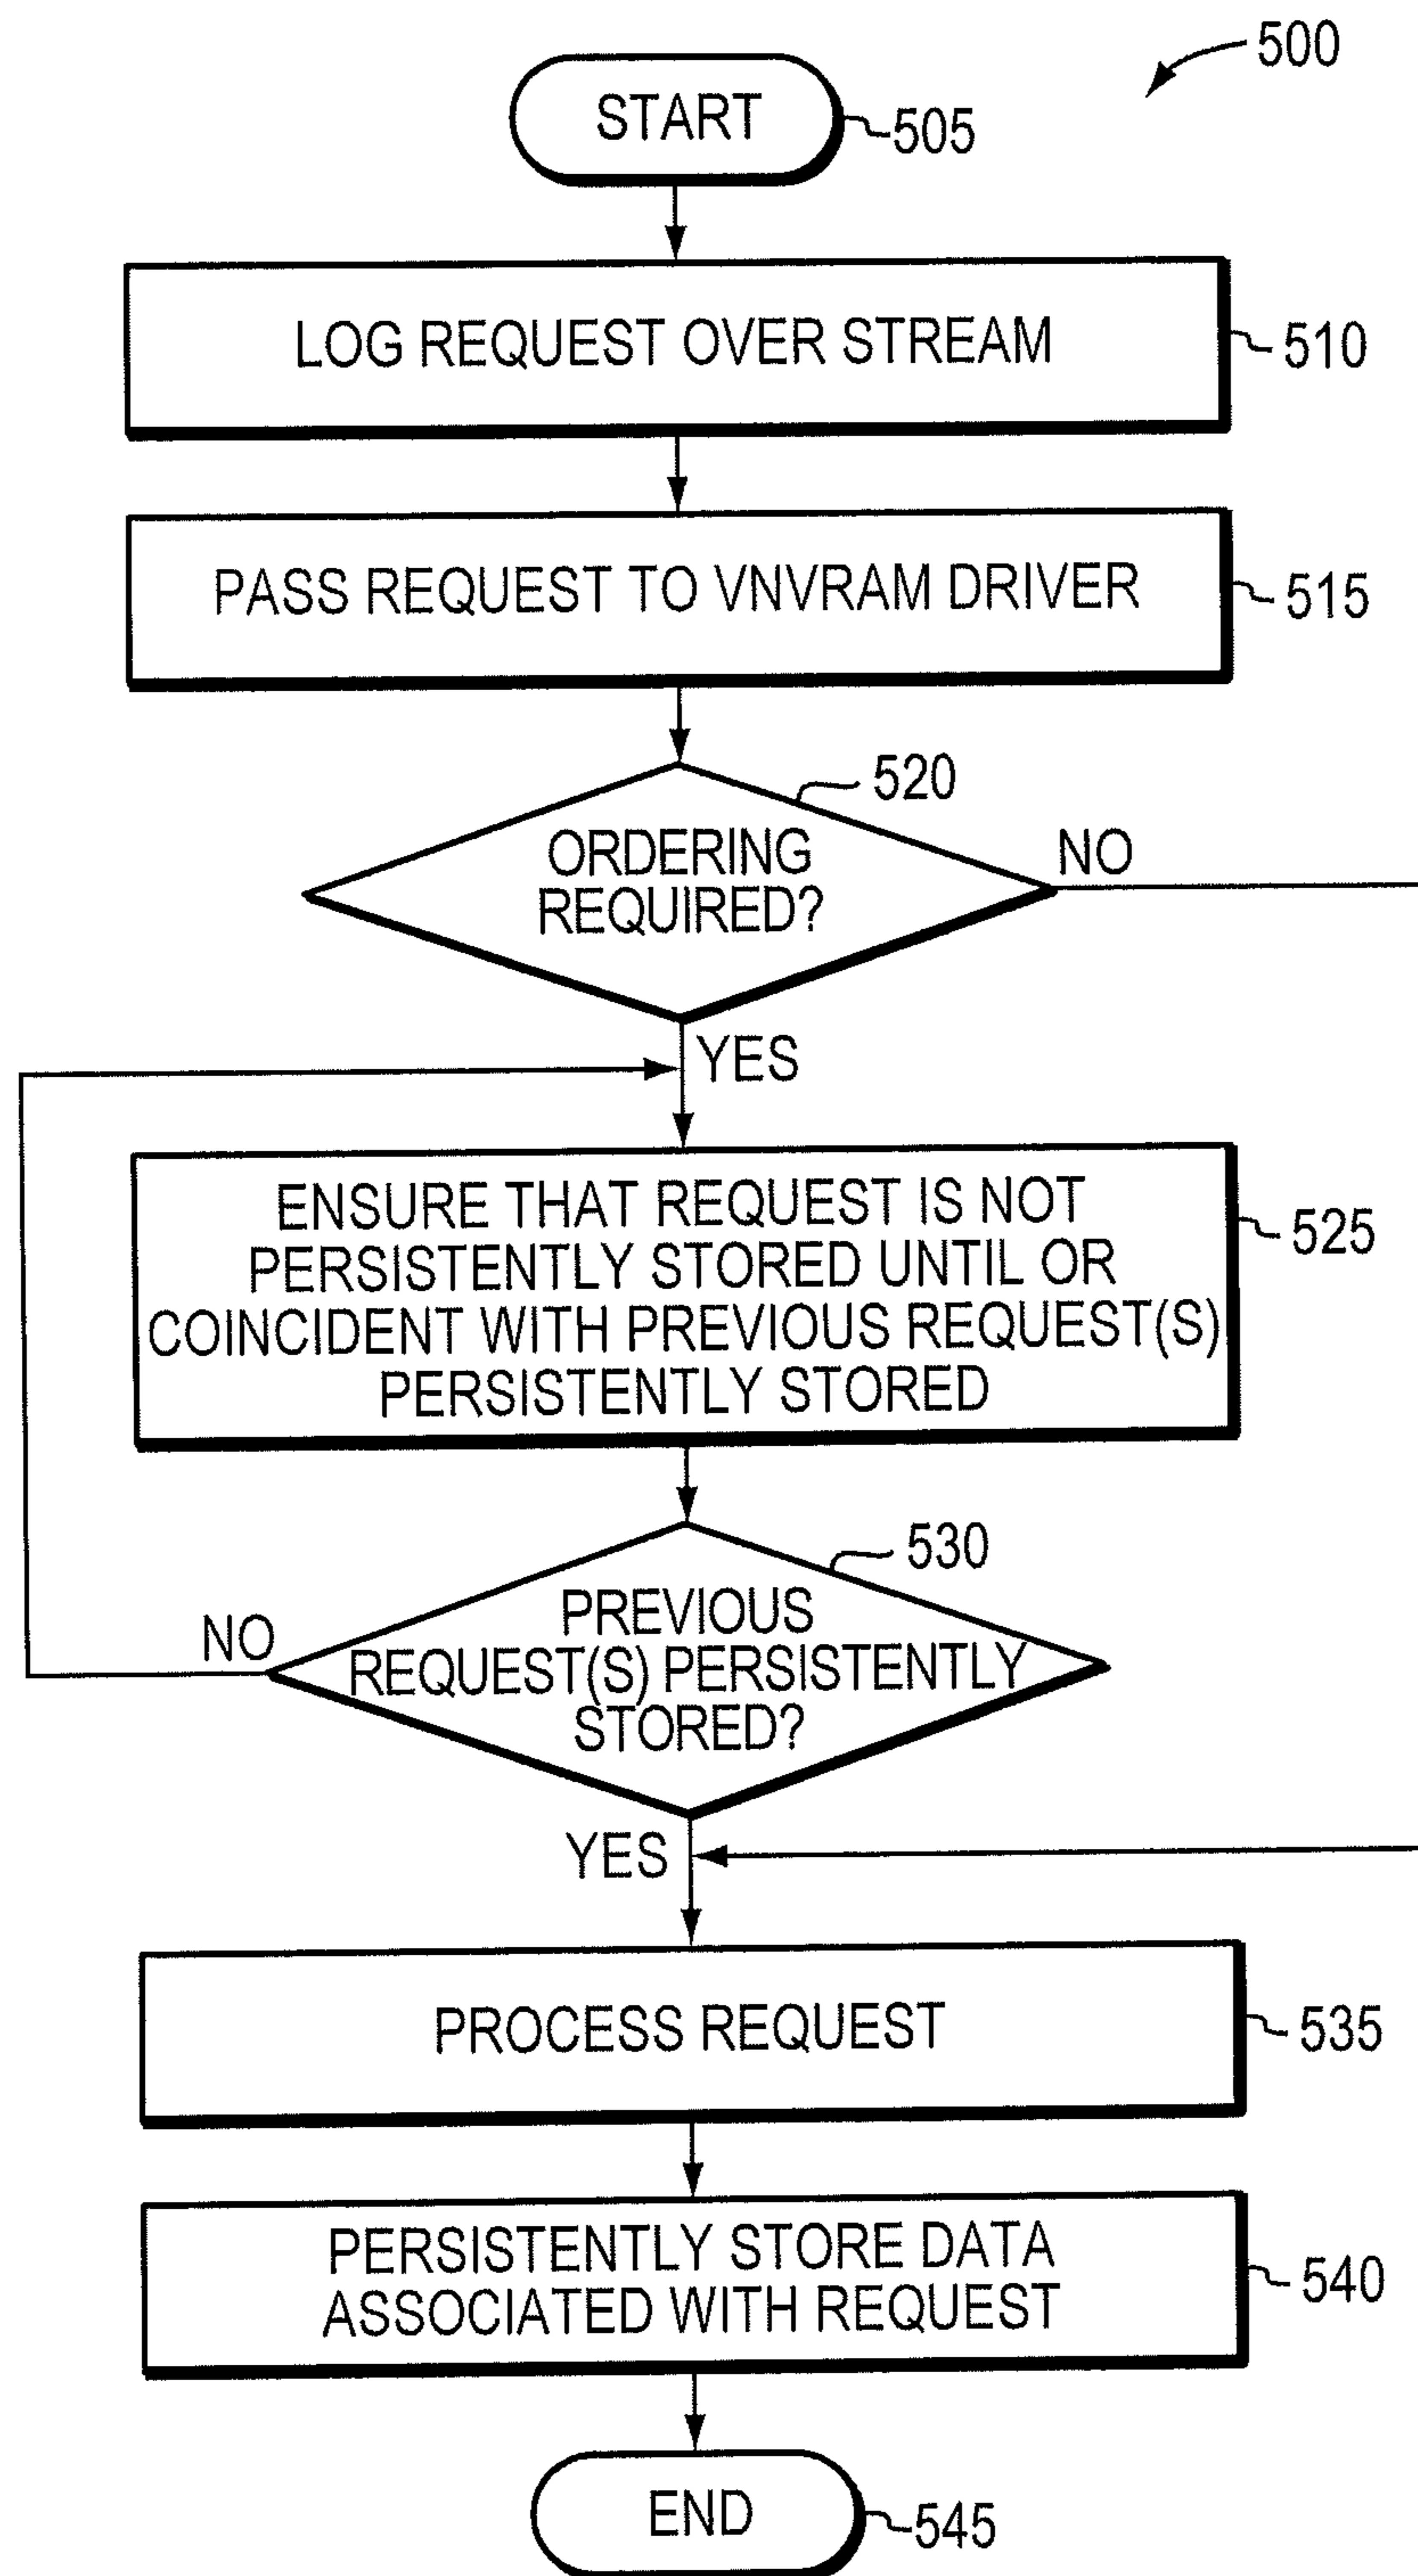 500
START
505
LOG REQUEST OVER STREAM
510
PASS REQUEST TO VNVRAM DRIVER
515
520
ORDERING
REQUIRED?
NO
YES
ENSURE THAT REQUEST IS NOT
PERSISTENTLY STORED UNTIL OR
COINCIDENT WITH PREVIOUS REQUEST(S)
PERSISTENTLY STORED
525
530
PREVIOUS
REQUEST(S) PERSISTENTLY
STORED?
NO
YES
PROCESS REQUEST
535
PERSISTENTLY STORE DATA
ASSOCIATED WITH REQUEST
540
END
545